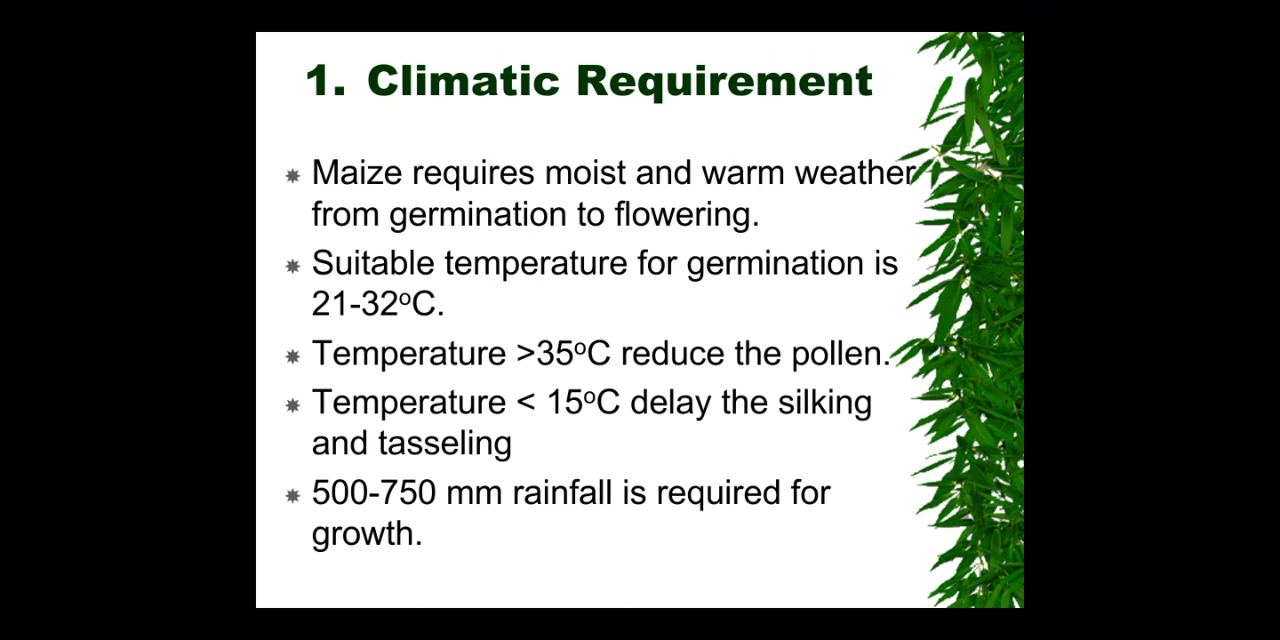 1. Climatic Requirement
Maize requires moist and warm weather
from germination to flowering.
Suitable temperature for germination is
21-32ºC.
Temperature >35ºC reduce the pollen.
Temperature < 15ºC delay the silking
and tasseling
500-750 mm rainfall is required for
growth.